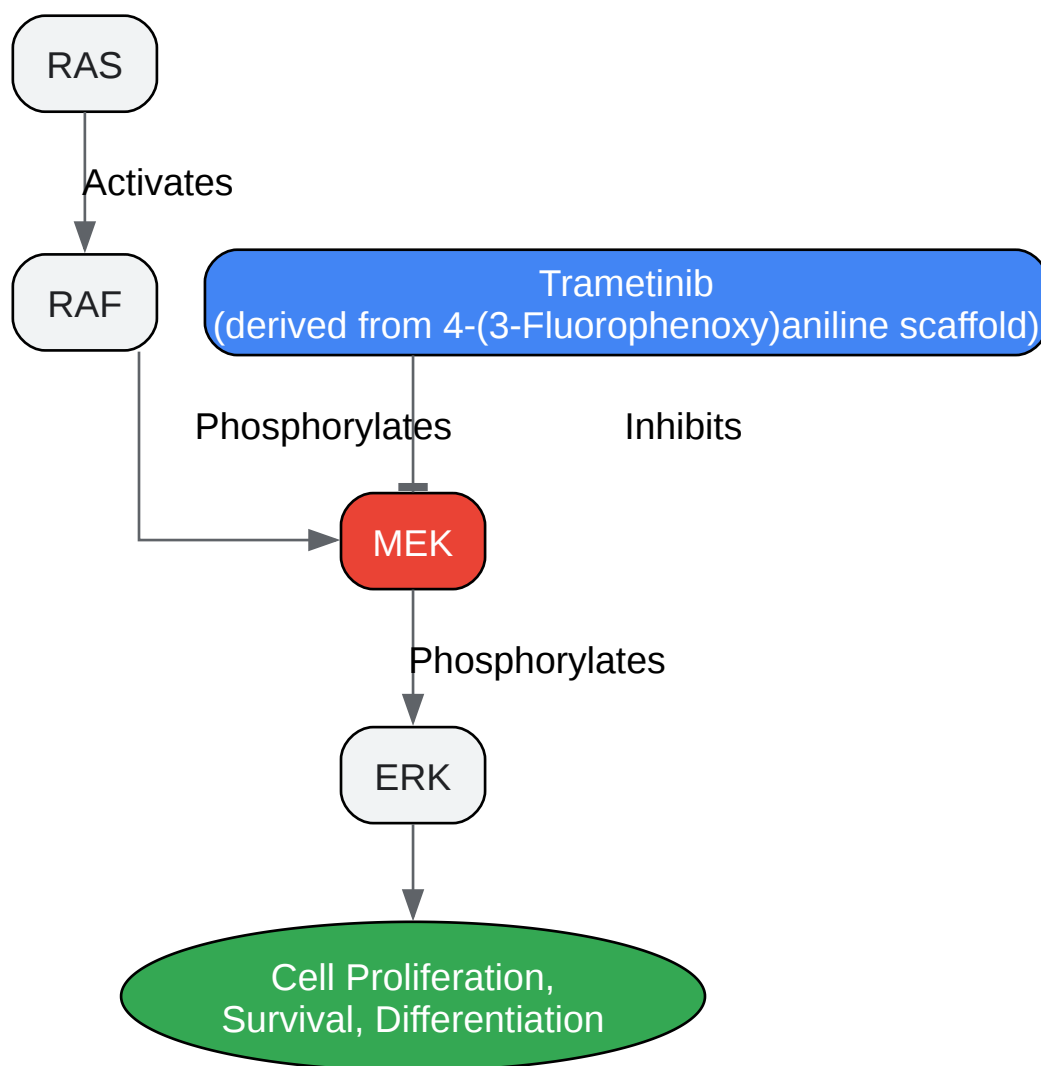 RAS
Activates
RAF
Trametinib
(derived from 4-(3-Fluorophenoxy)aniline scaffold)
Phosphorylates
Inhibits
MEK
Phosphorylates
ERK
Cell Proliferation,
Survival, Differentiation